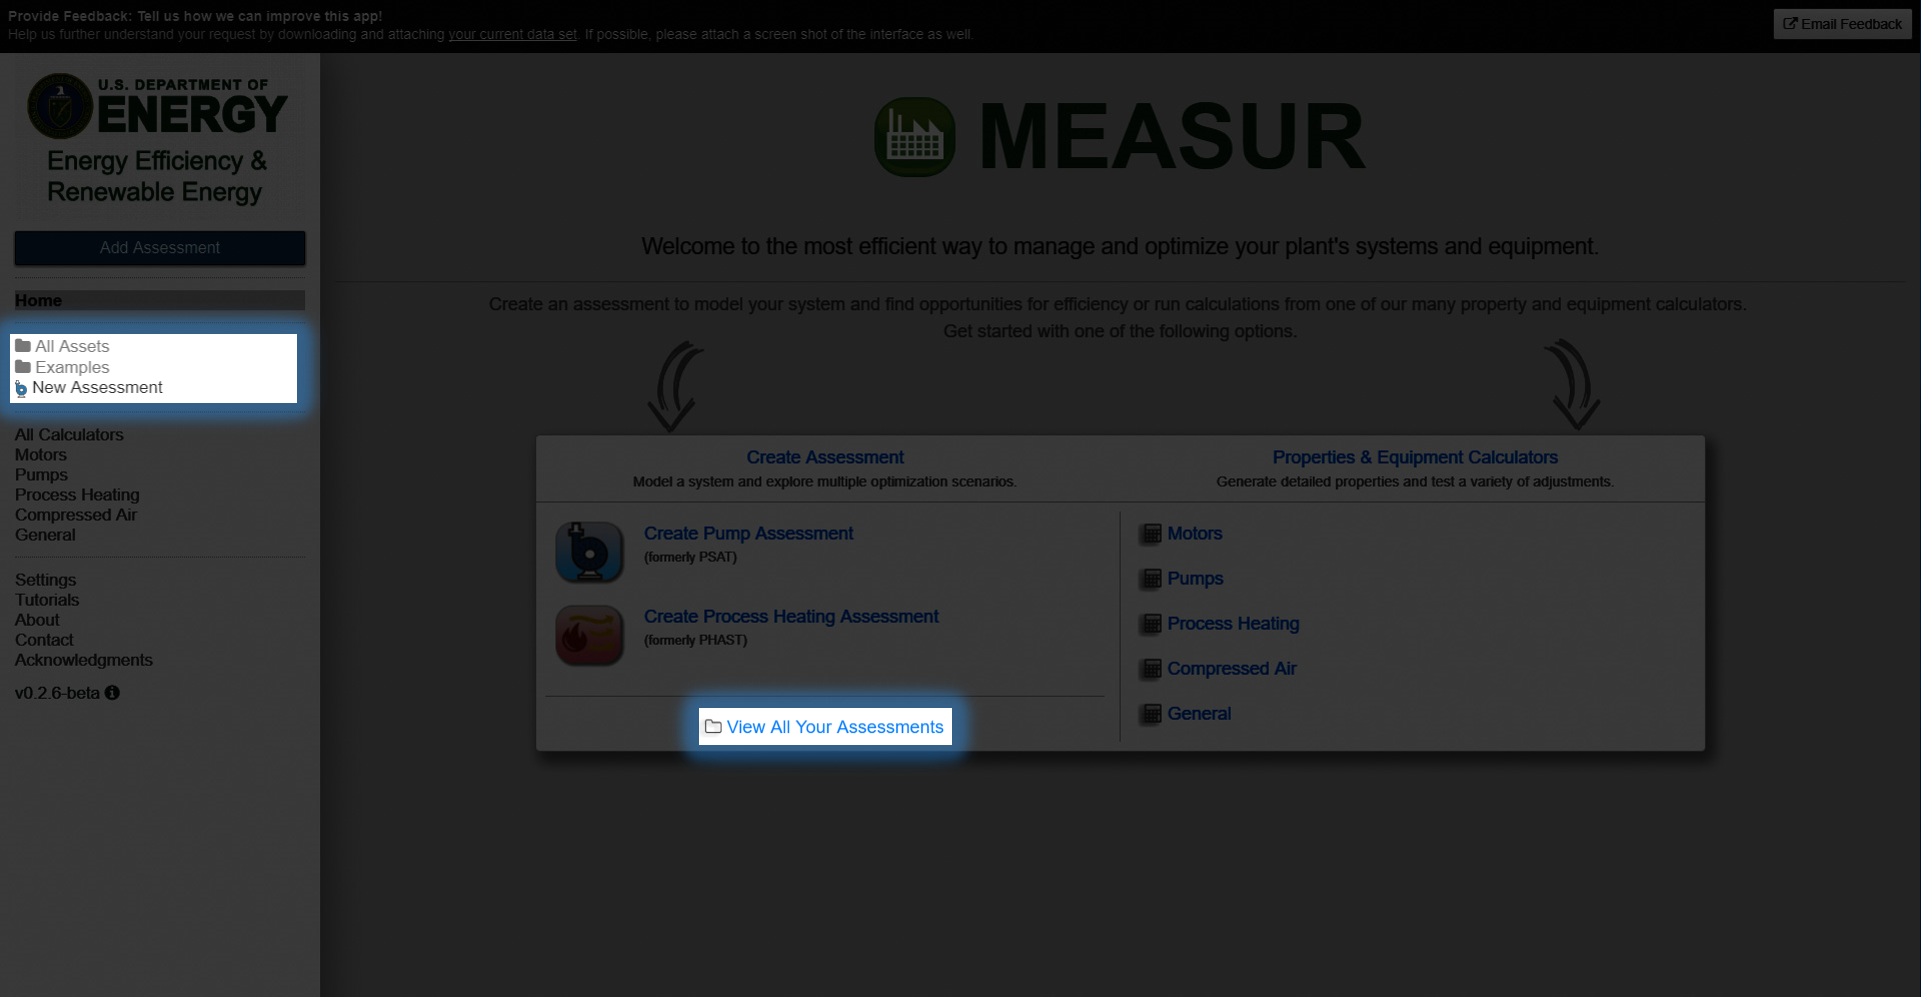 Provide Feedback: Tell us how we can improve this app!
Help us further understand your request by downloading and attaching your current data set. If possible, please attach a screen shot of the interface as well.
Email Feedback
U.S. DEPARTMENT OF
ENERGY
Energy Efficiency &
Renewable Energy
Add Assessment
Home
All Assets
Examples
New Assessment
All Calculators
Motors
Pumps
Process Heating
Compressed Air
General
Settings
Tutorials
About
Contact
Acknowledgments
v0.2.6-beta
MEASUR
Welcome to the most efficient way to manage and optimize your plant's systems and equipment.
Create an assessment to model your system and find opportunities for efficiency or run calculations from one of our many property and equipment calculators.
Get started with one of the following options.
Create Assessment
Model a system and explore multiple optimization scenarios.
Create Pump Assessment
(formerly PSAT)
Create Process Heating Assessment
(formerly PHAST)
View All Your Assessments
Properties & Equipment Calculators
Generate detailed properties and test a variety of adjustments.
Motors
Pumps
Process Heating
Compressed Air
General